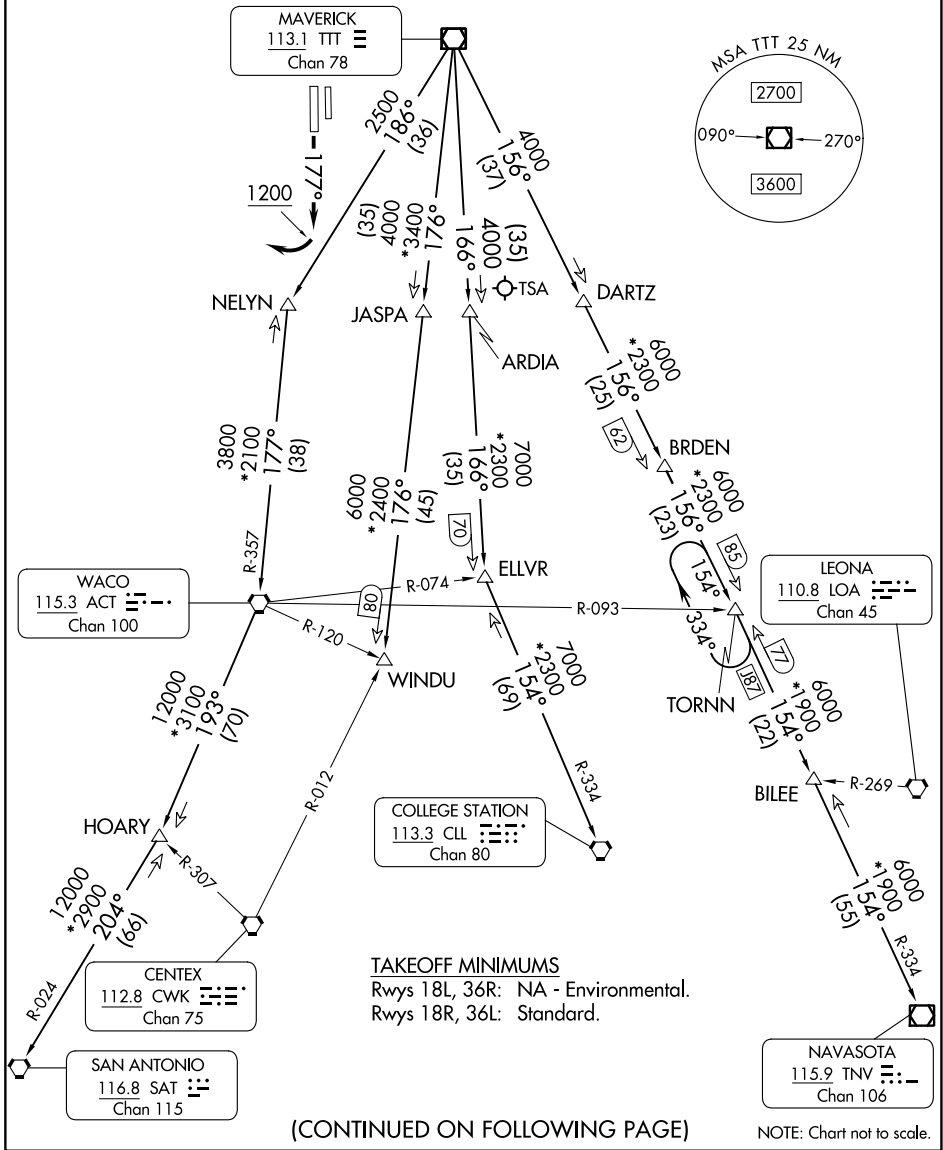 MAVERICK
113.1 TTT
Chan 78
MSA TTT 25 NM
2700
090°
270°
3600
177°
1200
2500
186°
(36)
4000
*3400
176°
(35)
4000
166°
(35)
4000
156°
(37)
TSA
NELYN
JASPA
ARDIA
DARTZ
3800
*2100
177°
(38)
R-357
6000
*2400
176°
(45)
80
7000
*2300
166°
(35)
70
6000
*2300
156°
(25)
62
BRDEN
6000
*2300
156°
(23)
85
WACO
115.3 ACT
Chan 100
R-074
R-093
R-120
ELLVR
WINDU
154°
334°
TORNN
J87
77
LEONA
110.8 LOA
Chan 45
12000
*3100
193°
(70)
R-012
7000
*2300
154°
(69)
R-334
6000
*1900
154°
(22)
BILEE
R-269
HOARY
R-307
COLLEGE STATION
113.3 CLL
Chan 80
12000
*2900
204°
(66)
R-024
6000
*1900
154°
(55)
R-334
CENTEX
112.8 CWK
Chan 75
TAKEOFF MINIMUMS
Rwys 18L, 36R: NA - Environmental.
Rwys 18R, 36L: Standard.
SAN ANTONIO
116.8 SAT
Chan 115
NAVASOTA
115.9 TNV
Chan 106
(CONTINUED ON FOLLOWING PAGE)
NOTE: Chart not to scale.